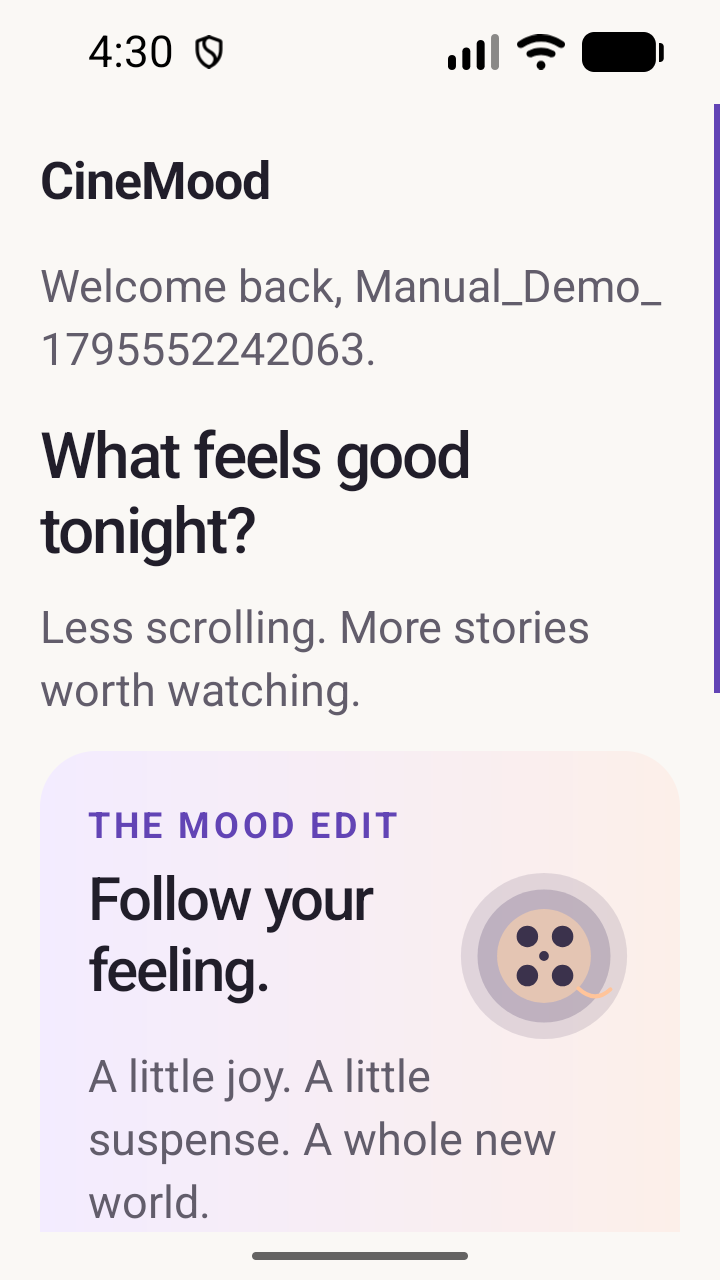 4:30
CineMood
Welcome back, Manual_Demo_
1795552242063.
What feels good
tonight?
Less scrolling. More stories
worth watching.
THE MOOD EDIT
Follow your
feeling.
A little joy. A little
suspense. A whole new
world.